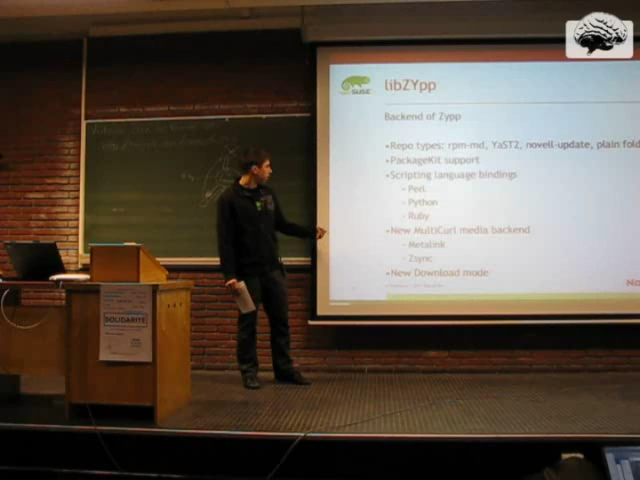 SUSE
libZYpp
Backend of Zypp
•Repo types: rpm-md, YaST2, novell-update, plain fold
•PackageKit support
•Scripting language bindings
– Perl
– Python
– Ruby
•New MultiCurl media backend
– Metalink
– Zsync
•New Download mode
No
SOLIDARITE